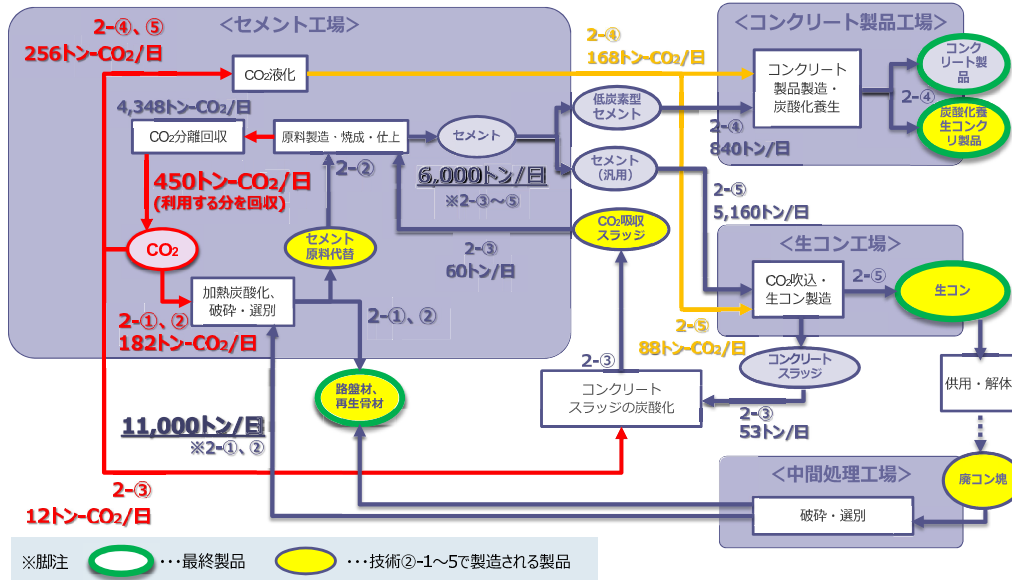 <セメント工場>
<コンクリート製品工場>
2-④、⑤
256トン-CO₂/日
CO₂液化
2-④
168トン-CO₂/日
コンクリート
製品製造・
炭酸化養生
コンク
リート製
品
2-④
炭酸化養
生コンク
リ製品
4,348トン-CO₂/日
CO₂分離回収
原料製造・焼成・仕上
セメント
低炭素型
セメント
2-④
840トン/日
セメント
（汎用）
450トン-CO₂/日
(利用する分を回収)
2-②
6,000トン/日
※2-③～⑤
2-⑤
5,160トン/日
CO₂吸収
スラッジ
CO₂
セメント
原料代替
2-③
60トン/日
<生コン工場>
CO₂吹込・
生コン製造
2-⑤
生コン
加熱炭酸化、
破砕・選別
2-①、②
182トン-CO₂/日
2-①、②
2-⑤
88トン-CO₂/日
コンクリート
スラッジ
2-③
コンクリート
スラッジの炭酸化
供用・解体
路盤材、
再生骨材
2-③
53トン/日
11,000トン/日
※2-①、②
<中間処理工場>
廃コン塊
破砕・選別
2-③
12トン-CO₂/日
※脚注
･･･最終製品
･･･技術②-1～5で製造される製品